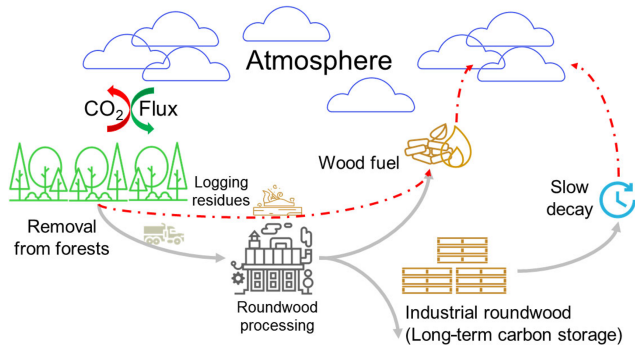 Atmosphere
CO2 Flux
Wood fuel
Logging
residues
Slow
decay
Removal
from forests
Roundwood
processing
Industrial roundwood
(Long-term carbon storage)